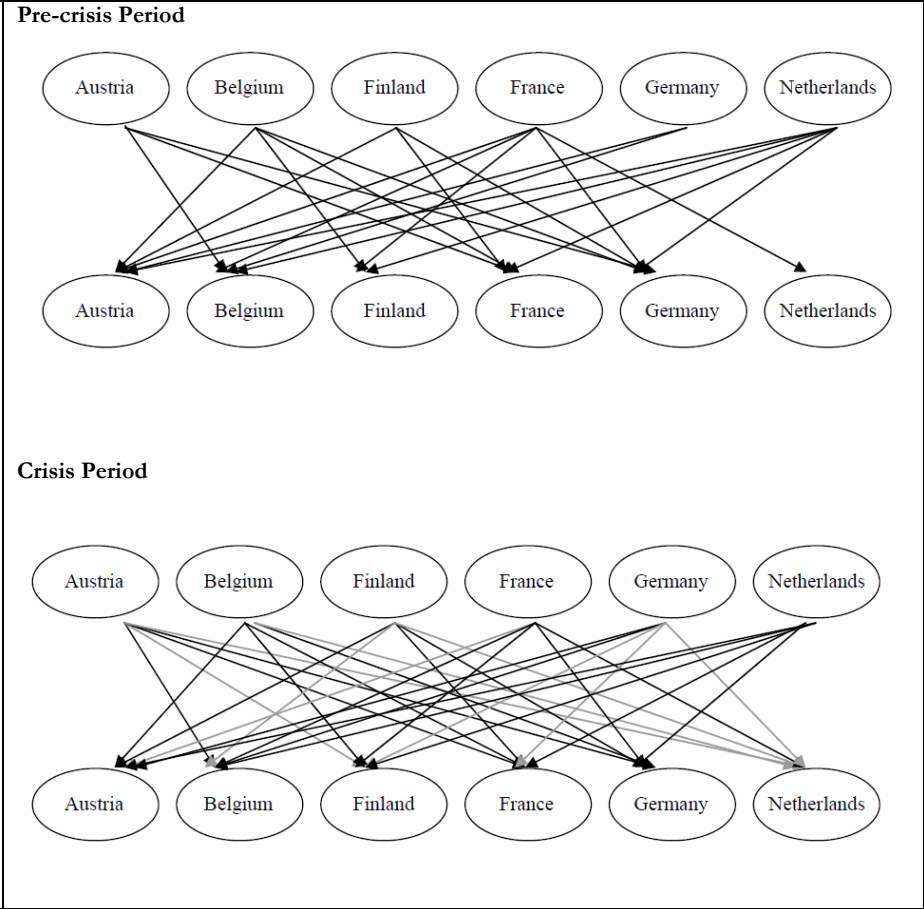 Pre-crisis Period
Austria Belgium Finland France Germany Netherlands
Austria Belgium Finland France Germany Netherlands
Crisis Period
Austria Belgium Finland France Germany Netherlands
Austria Belgium Finland France Germany Netherlands